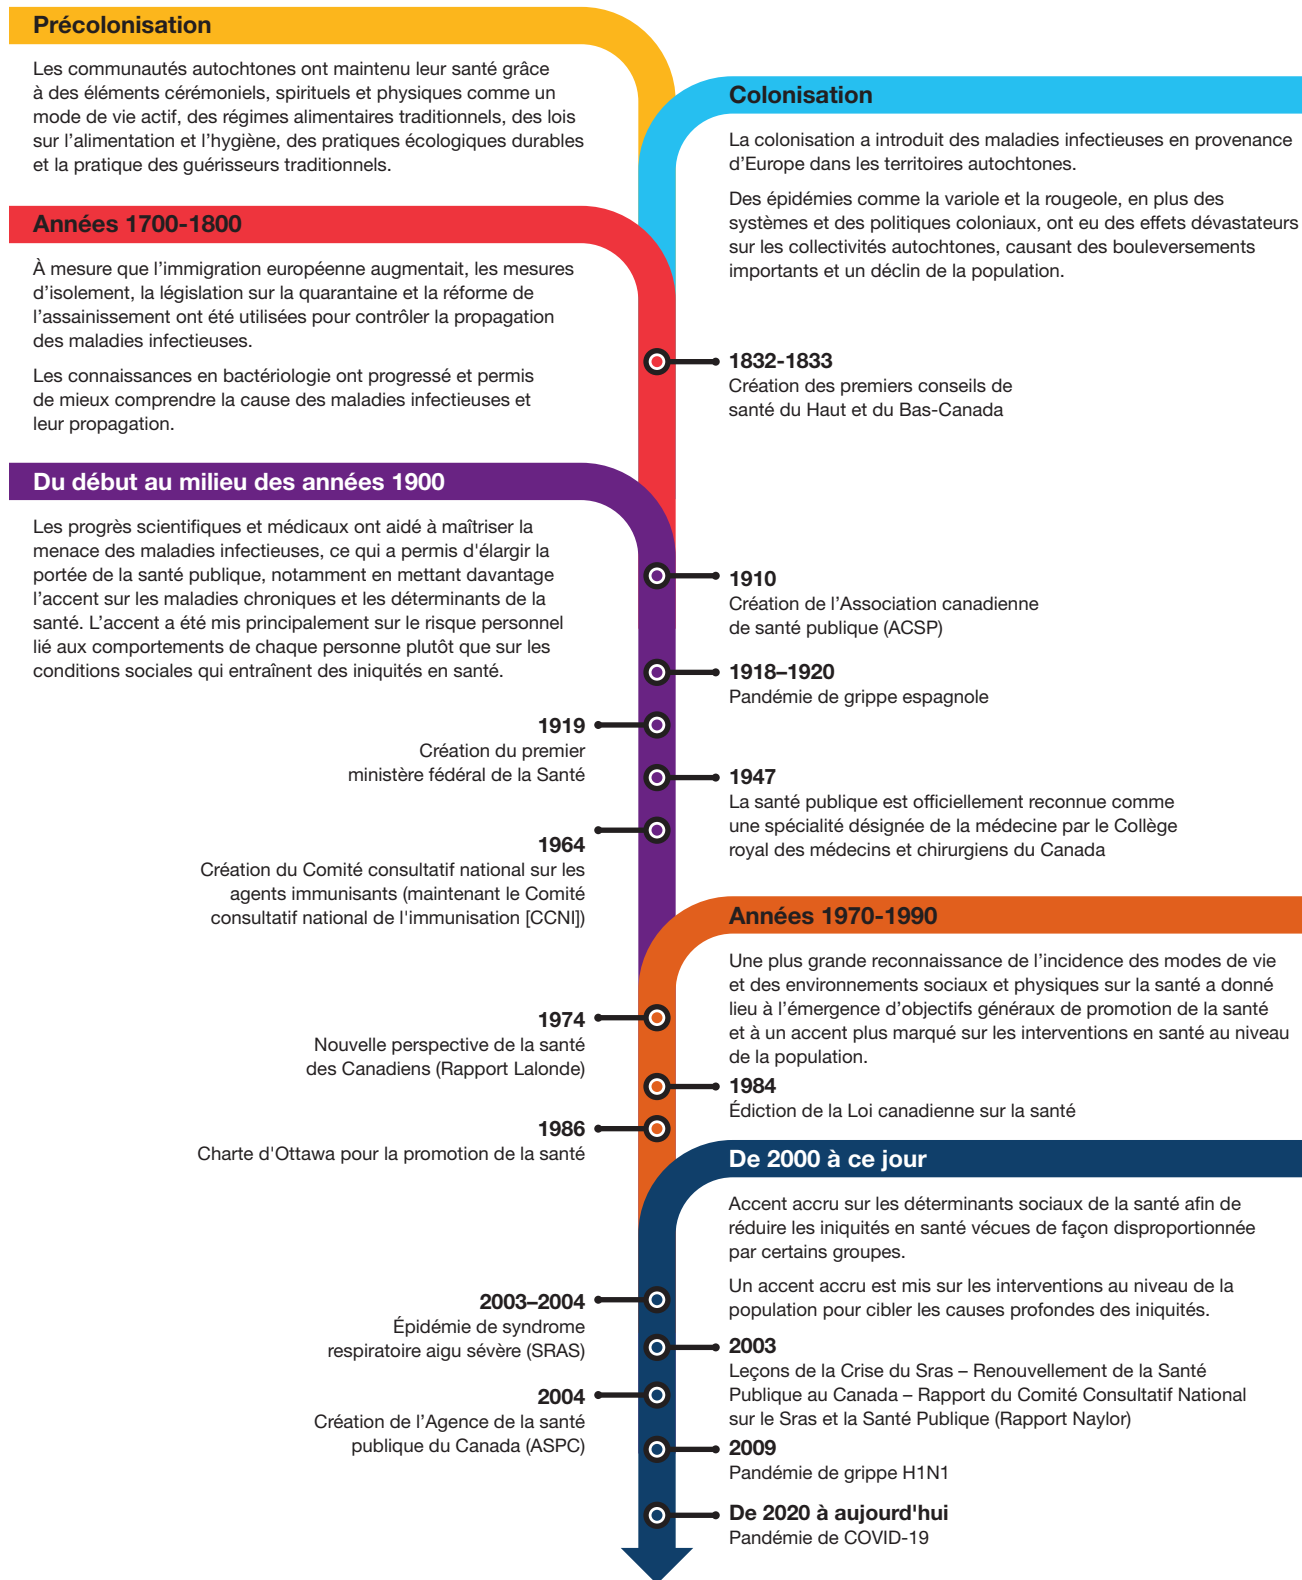 Précolonisation
Les communautés autochtones ont maintenu leur santé grâce
à des éléments cérémoniels, spirituels et physiques comme un
mode de vie actif, des régimes alimentaires traditionnels, des lois
sur l’alimentation et l’hygiène, des pratiques écologiques durables
et la pratique des guérisseurs traditionnels.
Colonisation
La colonisation a introduit des maladies infectieuses en provenance
d’Europe dans les territoires autochtones.
Des épidémies comme la variole et la rougeole, en plus des
systèmes et des politiques coloniaux, ont eu des effets dévastateurs
sur les collectivités autochtones, causant des bouleversements
importants et un déclin de la population.
Années 1700-1800
À mesure que l’immigration européenne augmentait, les mesures
d’isolement, la législation sur la quarantaine et la réforme de
l’assainissement ont été utilisées pour contrôler la propagation
des maladies infectieuses.
Les connaissances en bactériologie ont progressé et permis
de mieux comprendre la cause des maladies infectieuses et
leur propagation.
1832-1833
Création des premiers conseils de
santé du Haut et du Bas-Canada
Du début au milieu des années 1900
Les progrès scientifiques et médicaux ont aidé à maîtriser la
menace des maladies infectieuses, ce qui a permis d'élargir la
portée de la santé publique, notamment en mettant davantage
l’accent sur les maladies chroniques et les déterminants de la
santé. L’accent a été mis principalement sur le risque personnel
lié aux comportements de chaque personne plutôt que sur les
conditions sociales qui entraînent des iniquités en santé.
1910
Création de l’Association canadienne
de santé publique (ACSP)
1918–1920
Pandémie de grippe espagnole
1919
Création du premier
ministère fédéral de la Santé
1947
La santé publique est officiellement reconnue comme
une spécialité désignée de la médecine par le Collège
royal des médecins et chirurgiens du Canada
1964
Création du Comité consultatif national sur les
agents immunisants (maintenant le Comité
consultatif national de l'immunisation [CCNI])
Années 1970-1990
Une plus grande reconnaissance de l’incidence des modes de vie
et des environnements sociaux et physiques sur la santé a donné
lieu à l’émergence d’objectifs généraux de promotion de la santé
et à un accent plus marqué sur les interventions en santé au niveau
de la population.
1974
Nouvelle perspective de la santé
des Canadiens (Rapport Lalonde)
1984
Édiction de la Loi canadienne sur la santé
1986
Charte d'Ottawa pour la promotion de la santé
De 2000 à ce jour
Accent accru sur les déterminants sociaux de la santé afin de
réduire les iniquités en santé vécues de façon disproportionnée
par certains groupes.
Un accent accru est mis sur les interventions au niveau de la
population pour cibler les causes profondes des iniquités.
2003–2004
Épidémie de syndrome
respiratoire aigu sévère (SRAS)
2003
Leçons de la Crise du Sras – Renouvellement de la Santé
Publique au Canada – Rapport du Comité Consultatif National
sur le Sras et la Santé Publique (Rapport Naylor)
2004
Création de l’Agence de la santé
publique du Canada (ASPC)
2009
Pandémie de grippe H1N1
De 2020 à aujourd'hui
Pandémie de COVID-19